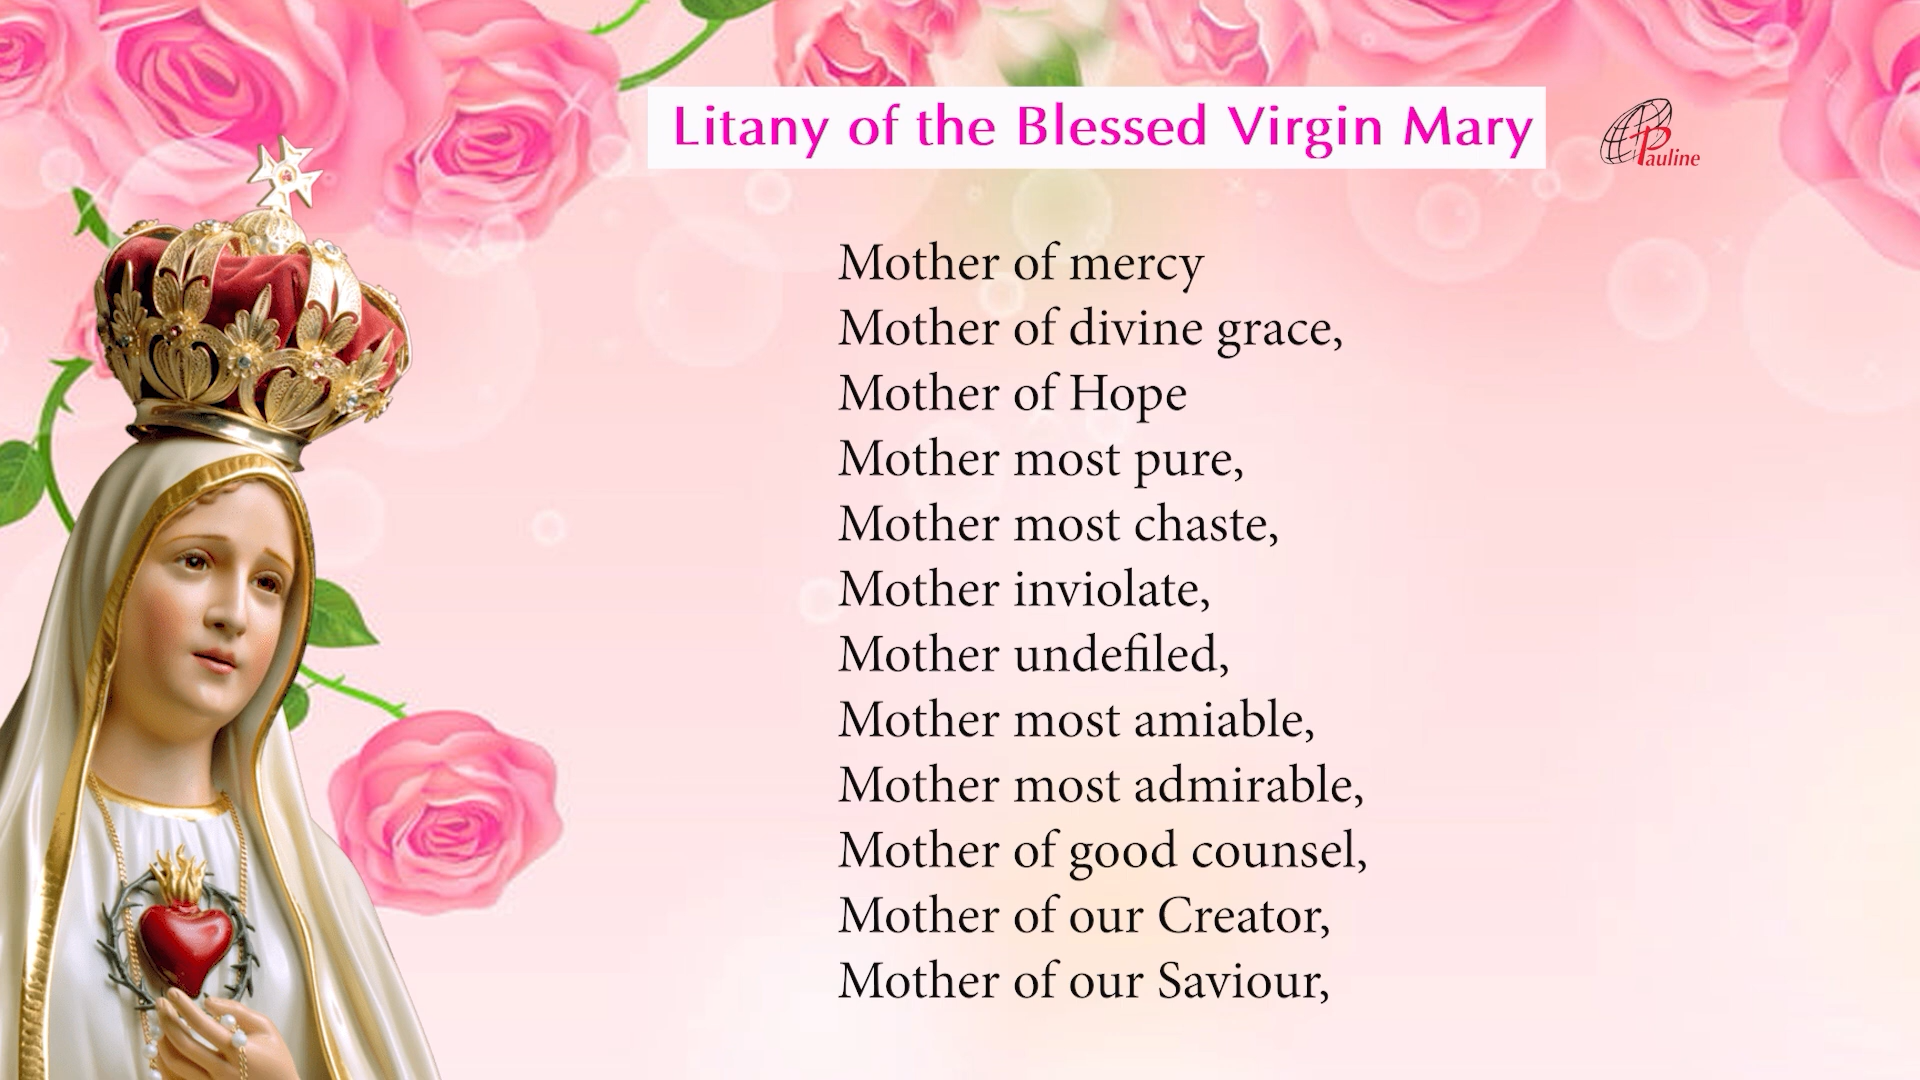 Litany of the Blessed Virgin Mary
Pauline
Mother of mercy
Mother of divine grace,
Mother of Hope
Mother most pure,
Mother most chaste,
Mother inviolate,
Mother undefiled,
Mother most amiable,
Mother most admirable,
Mother of good counsel,
Mother of our Creator,
Mother of our Saviour,